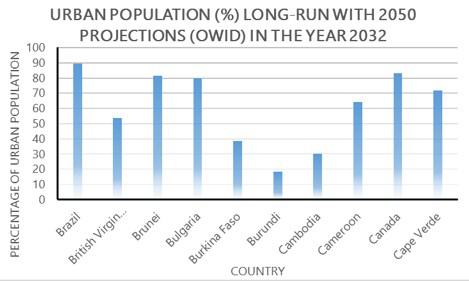 URBAN POPULATION (%) LONG-RUN WITH 2050
PROJECTIONS (OWID) IN THE YEAR 2032
PERCENTAGE OF URBAN POPULATION
100
90
80
70
60
50
40
30
20
10
0
Brazil
British Virgin...
Brunei
Bulgaria
Burkina Faso
Burundi
Cambodia
Cameroon
Canada
Cape Verde
COUNTRY